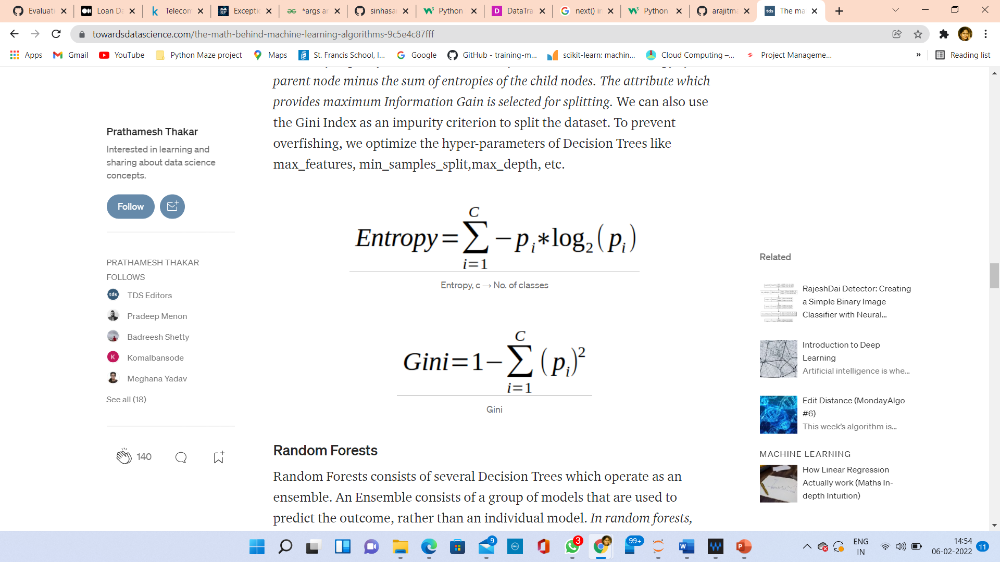 Evaluati
Loan Da
Telecom
Excepti
*args ar
sinhasar
Python
DataTra
next() in
Python
arajitma
The ma
towardsdatascience.com/the-math-behind-machine-learning-algorithms-9c5e4c87fff
Apps
Gmail
YouTube
Python Maze project
Maps
St. Francis School, I...
Google
GitHub - training-m...
scikit-learn: machin...
Cloud Computing –...
Project Manageme...
»
Reading list
parent node minus the sum of entropies of the child nodes. The attribute which
provides maximum Information Gain is selected for splitting. We can also use
the Gini Index as an impurity criterion to split the dataset. To prevent
overfishing, we optimize the hyper-parameters of Decision Trees like
max_features, min_samples_split,max_depth, etc.
Prathamesh Thakar
Interested in learning and
sharing about data science
concepts.
Follow
PRATHAMESH THAKAR
FOLLOWS
tds TDS Editors
Pradeep Menon
Badreesh Shetty
K Komalbansode
Meghana Yadav
See all (18)
140
C
Entropy=∑−pᵢ*log₂(pᵢ)
i=1
Entropy, c → No. of classes
C
Gini=1−∑(pᵢ)²
i=1
Gini
Random Forests
Random Forests consists of several Decision Trees which operate as an
ensemble. An Ensemble consists of a group of models that are used to
predict the outcome, rather than an individual model. In random forests,
Related
RajeshDai Detector: Creating
a Simple Binary Image
Classifier with Neural...
Introduction to Deep
Learning
Artificial intelligence is whe...
Edit Distance (MondayAlgo
#6)
This week's algorithm is...
MACHINE LEARNING
How Linear Regression
Actually work (Maths In-
depth Intuition)
9
3
99+
ENG
IN
14:54
06-02-2022
11